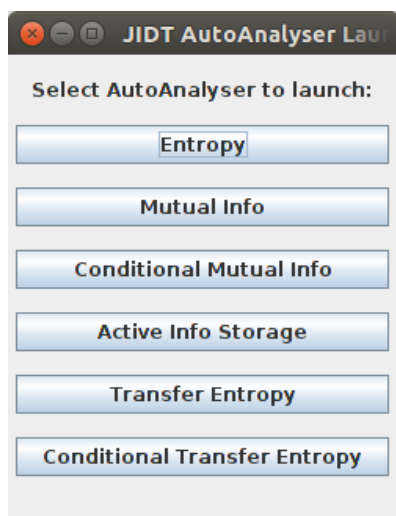 JIDT AutoAnalyser Laun
Select AutoAnalyser to launch:
Entropy
Mutual Info
Conditional Mutual Info
Active Info Storage
Transfer Entropy
Conditional Transfer Entropy